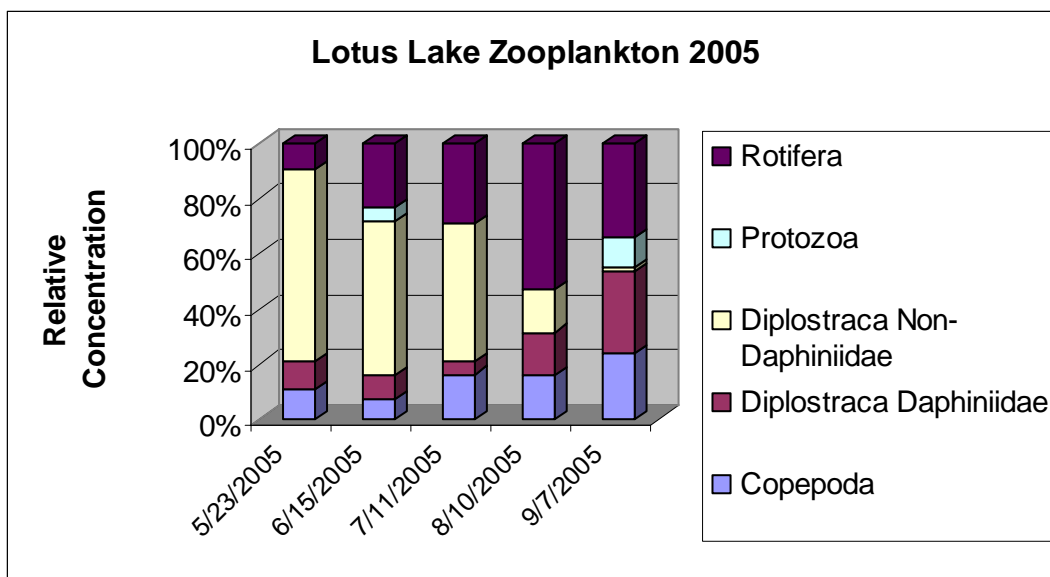 Lotus Lake Zooplankton 2005
Relative
Concentration
100%
80%
60%
40%
20%
0%
5/23/2005
6/15/2005
7/11/2005
8/10/2005
9/7/2005
Rotifera
Protozoa
Diplostraca Non-
Daphiniidae
Diplostraca Daphiniidae
Copepoda